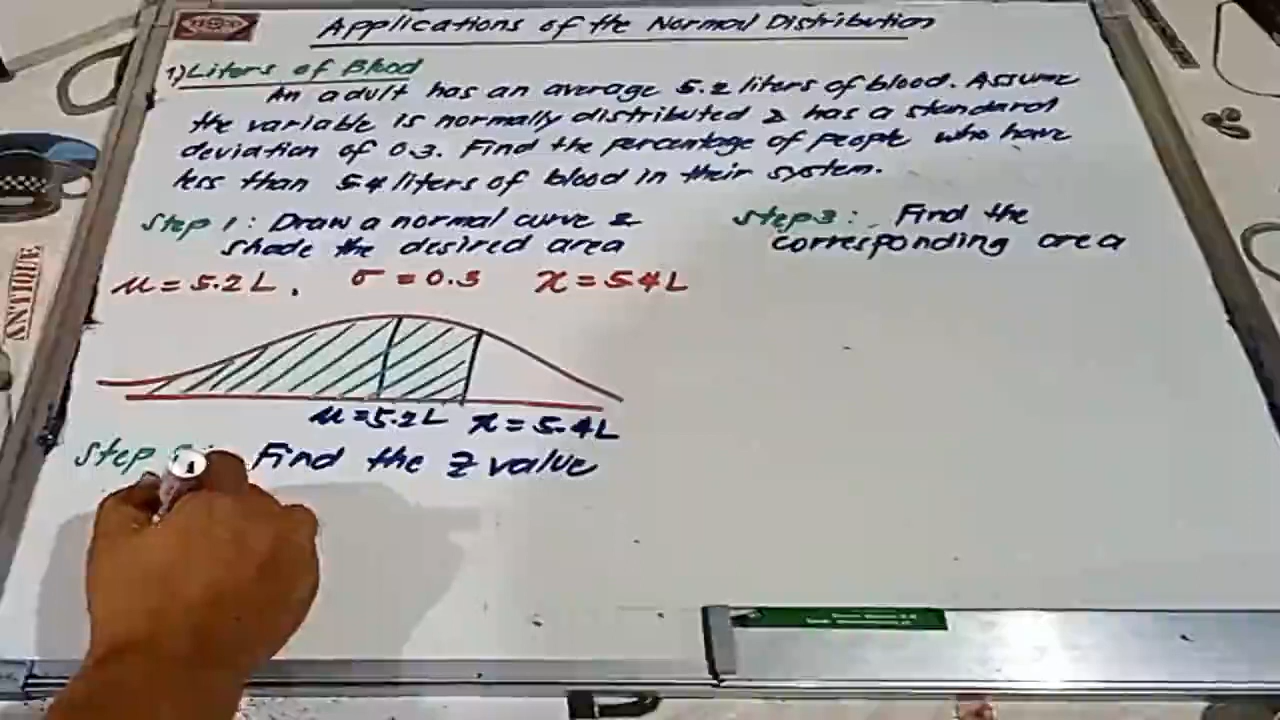 Applications of the Normal Distribution
1) Liters of Blood
An adult has an average 5.2 liters of blood. Assume
the variable is normally distributed & has a standard
deviation of 0.3. Find the percentage of people who have
less than 5.4 liters of blood in their system.
Step 1: Draw a normal curve &
shade the desired area
μ = 5.2L, σ = 0.3 x = 5.4L
μ = 5.2L x = 5.4L
Step Find the z value
Step 3: Find the
corresponding area
ANTIQUE